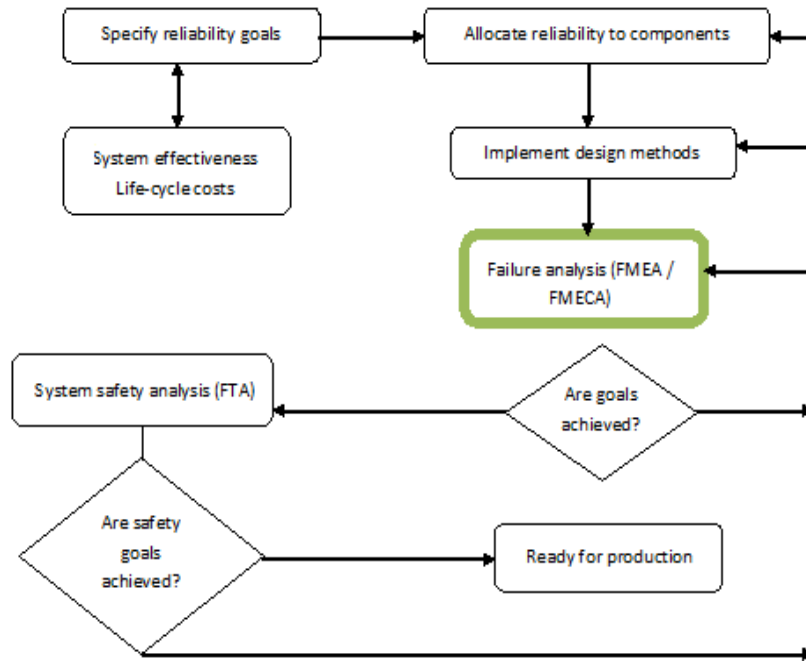 Specify reliability goals
Allocate reliability to components
System effectiveness
Life-cycle costs
Implement design methods
Failure analysis (FMEA /
FMECA)
System safety analysis (FTA)
Are goals
achieved?
Are safety
goals
achieved?
Ready for production